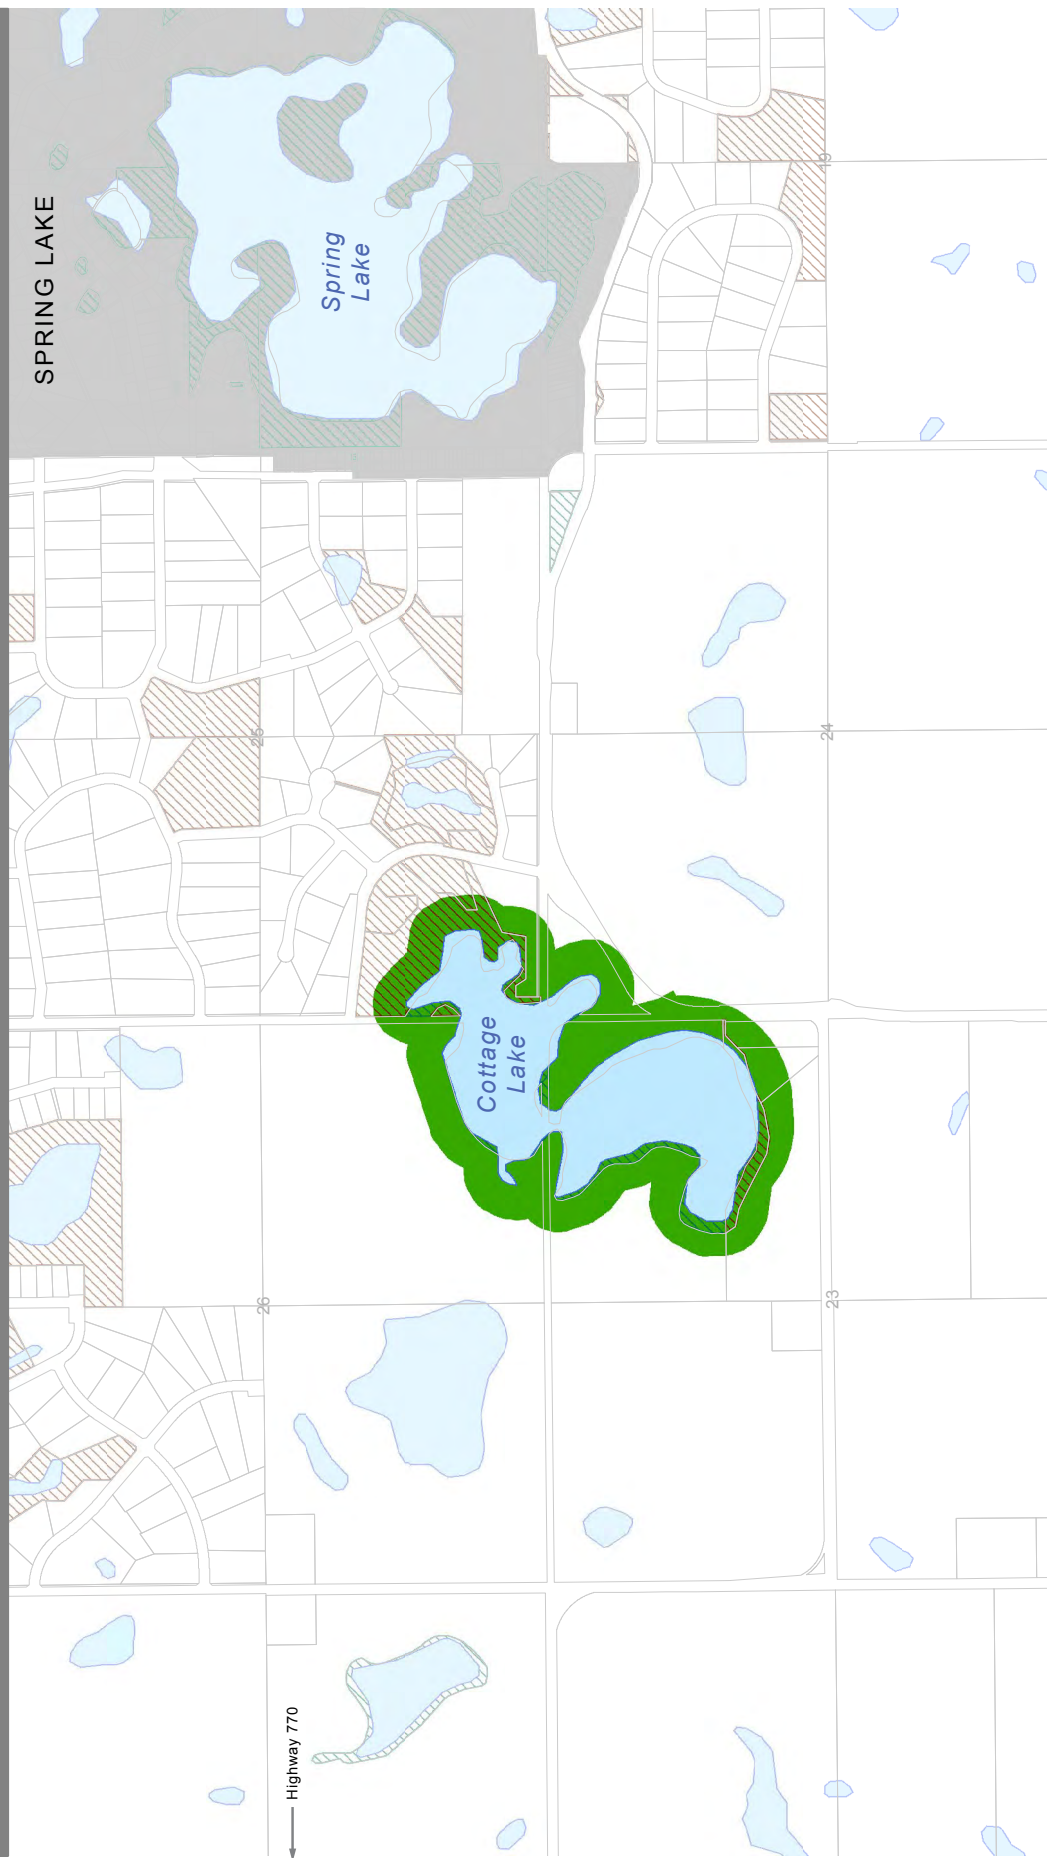 SPRING LAKE
Spring
Lake
19
25
24
Cottage
Lake
26
23
Highway 770